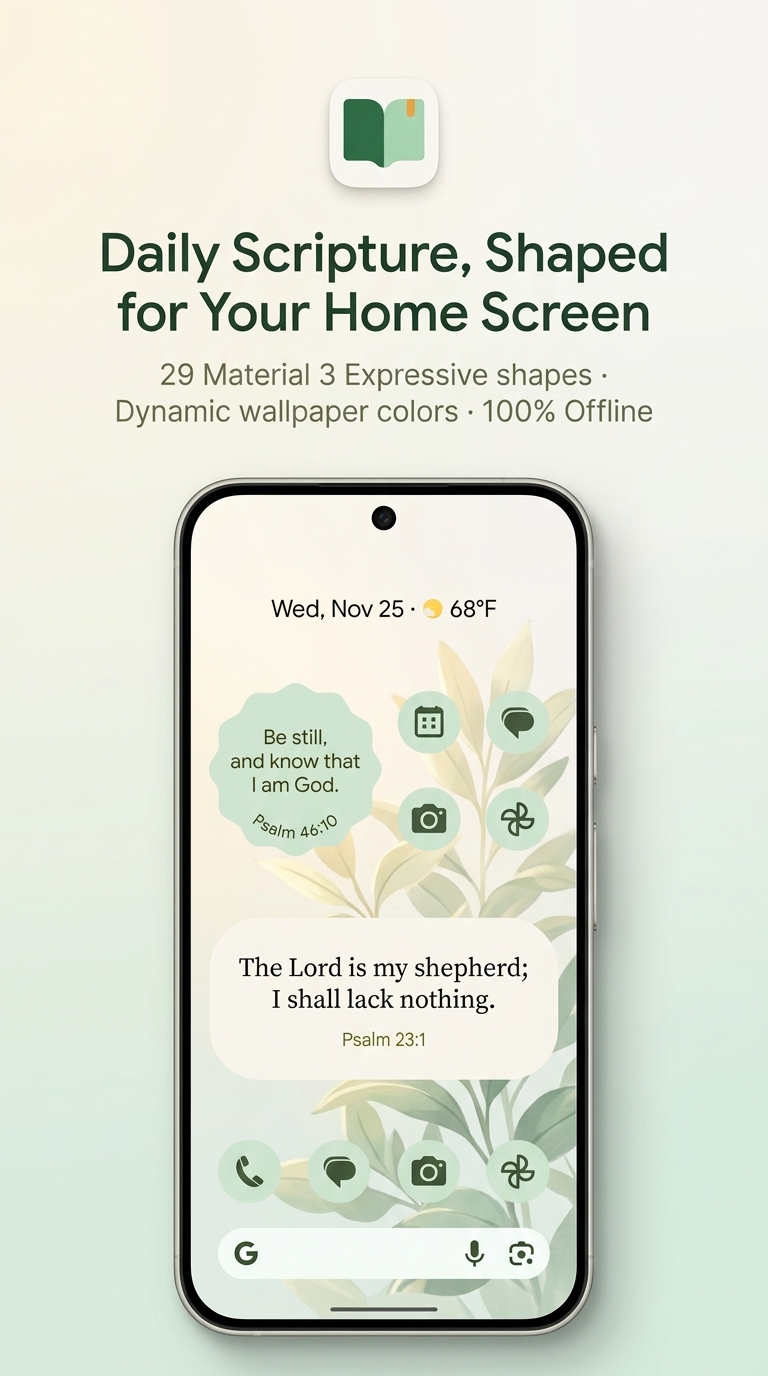 Daily Scripture, Shaped
for Your Home Screen
29 Material 3 Expressive shapes ·
Dynamic wallpaper colors · 100% Offline
Wed, Nov 25 · 68°F
Be still,
and know that
I am God.
Psalm 46:10
The Lord is my shepherd;
I shall lack nothing.
Psalm 23:1
G